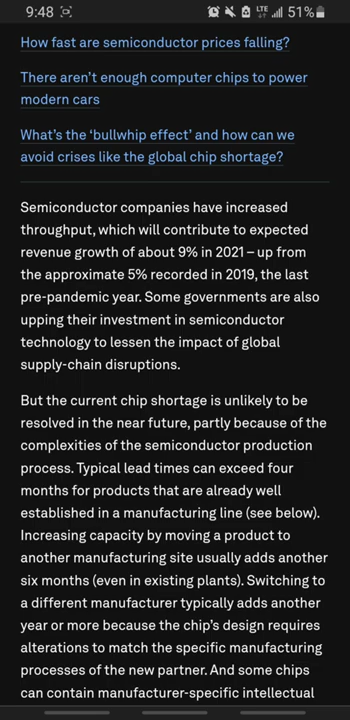 9:48 LTE 51%
How fast are semiconductor prices falling?
There aren't enough computer chips to power
modern cars
What's the ‘bullwhip effect’ and how can we
avoid crises like the global chip shortage?
Semiconductor companies have increased
throughput, which will contribute to expected
revenue growth of about 9% in 2021 – up from
the approximate 5% recorded in 2019, the last
pre-pandemic year. Some governments are also
upping their investment in semiconductor
technology to lessen the impact of global
supply-chain disruptions.
But the current chip shortage is unlikely to be
resolved in the near future, partly because of the
complexities of the semiconductor production
process. Typical lead times can exceed four
months for products that are already well
established in a manufacturing line (see below).
Increasing capacity by moving a product to
another manufacturing site usually adds another
six months (even in existing plants). Switching to
a different manufacturer typically adds another
year or more because the chip's design requires
alterations to match the specific manufacturing
processes of the new partner. And some chips
can contain manufacturer-specific intellectual